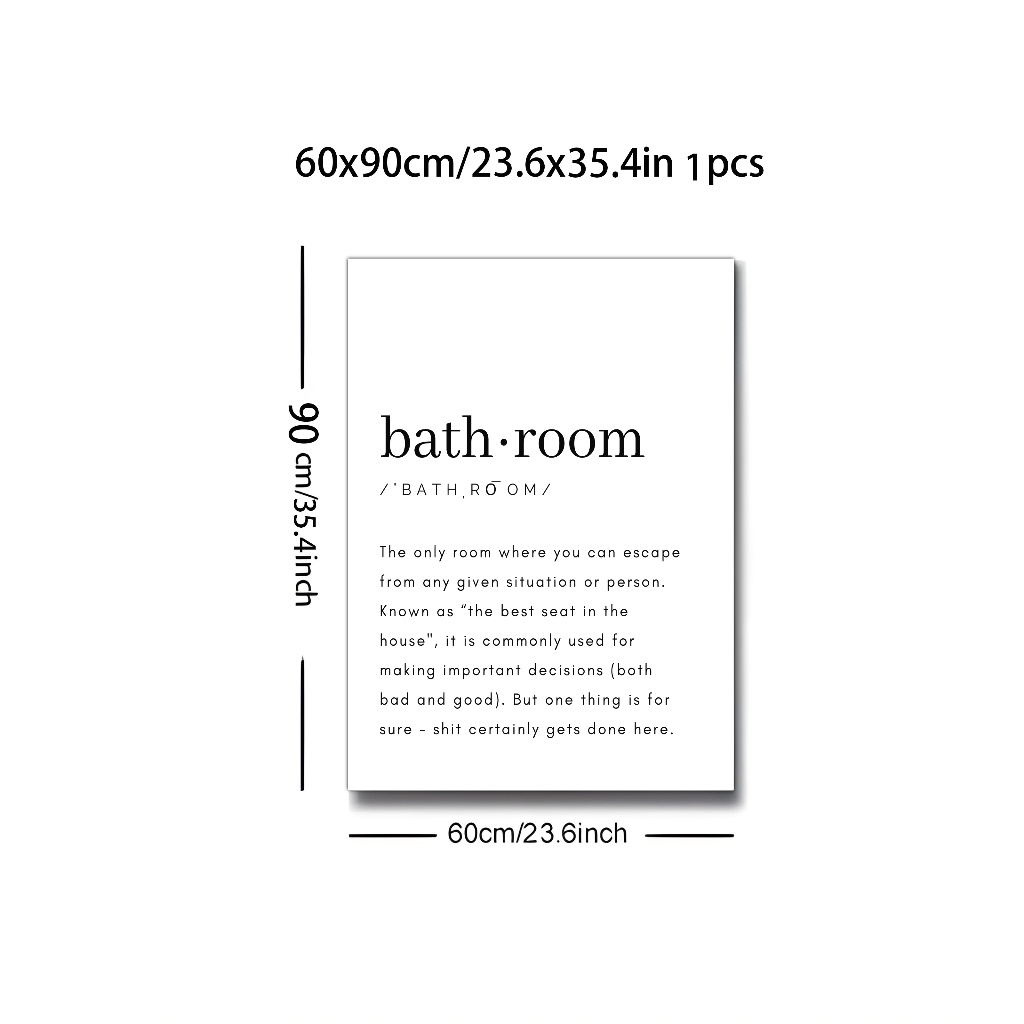 60x90cm/23.6x35.4in 1pcs
90 cm/35.4inch
bath·room
/ˈBATHˌRO͞OM/
The only room where you can escape
from any given situation or person.
Known as “the best seat in the
house", it is commonly used for
making important decisions (both
bad and good). But one thing is for
sure - shit certainly gets done here.
60cm/23.6inch